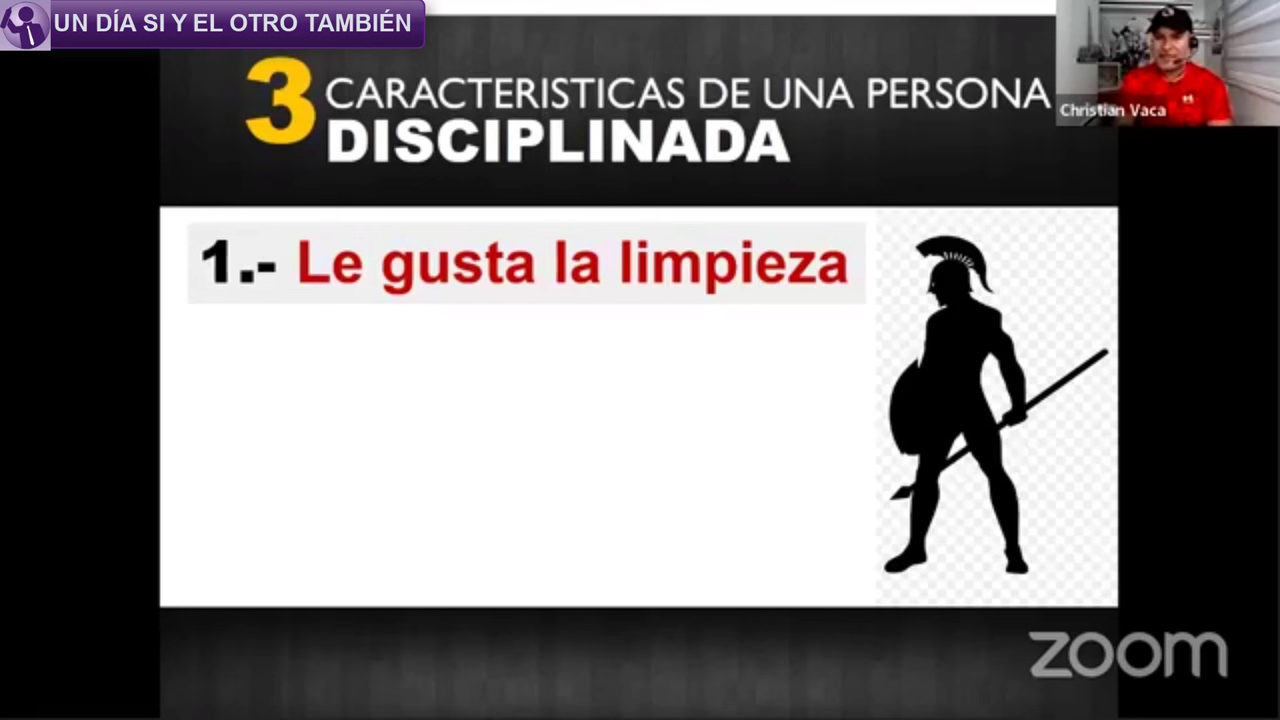 UN DÍA SI Y EL OTRO TAMBIÉN
3 CARACTERISTICAS DE UNA PERSONA
DISCIPLINADA
Christian Vaca
1.- Le gusta la limpieza
zoom